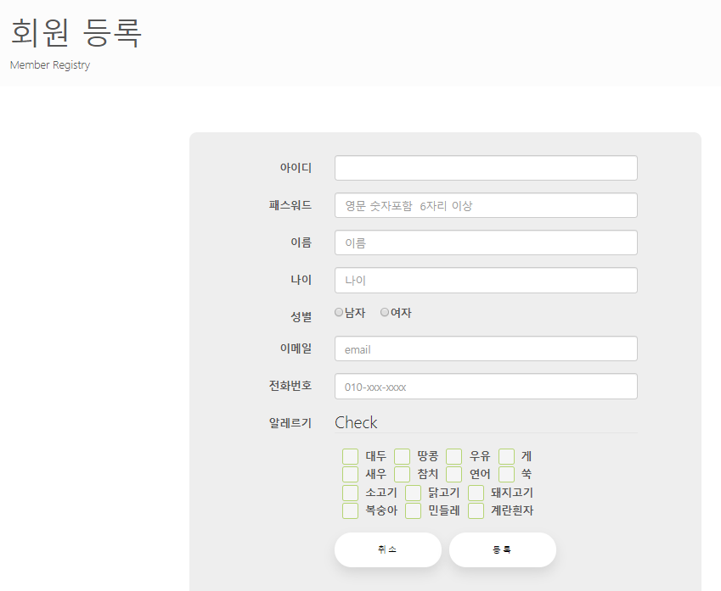 회원 등록
Member Registry
아이디
패스워드 영문 숫자포함 6자리 이상
이름 이름
나이 나이
성별 남자 여자
이메일 email
전화번호 010-xxx-xxxx
알레르기 Check
대두 땅콩 우유 게
새우 참치 연어 쑥
소고기 닭고기 돼지고기
복숭아 민들레 계란흰자
취소 등록